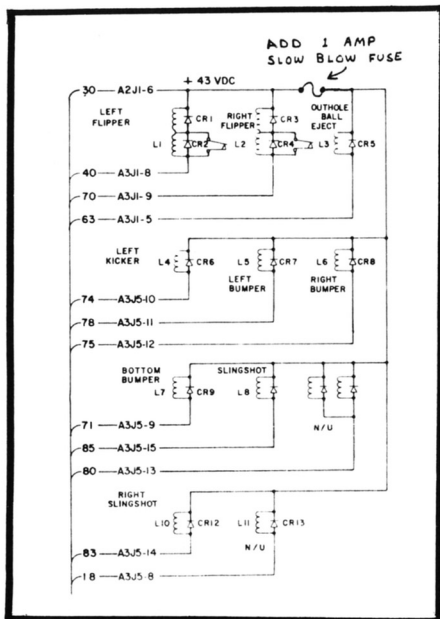 ADD 1 AMP
SLOW BLOW FUSE
+ 43 VDC
30 A2J1-6
LEFT FLIPPER
CR1
RIGHT FLIPPER
CR3
OUTHOLE BALL EJECT
L1
CR2
L2
CR4
L3
CR5
40 A3J1-8
70 A3J1-9
63 A3J1-5
LEFT KICKER
L4
CR6
L5
CR7
L6
CR8
LEFT BUMPER
RIGHT BUMPER
74 A3J5-10
78 A3J5-11
75 A3J5-12
BOTTOM BUMPER
SLINGSHOT
L7
CR9
L8
N/U
71 A3J5-9
85 A3J5-15
80 A3J5-13
RIGHT SLINGSHOT
L10
CR12
L11
CR13
N/U
83 A3J5-14
18 A3J5-8